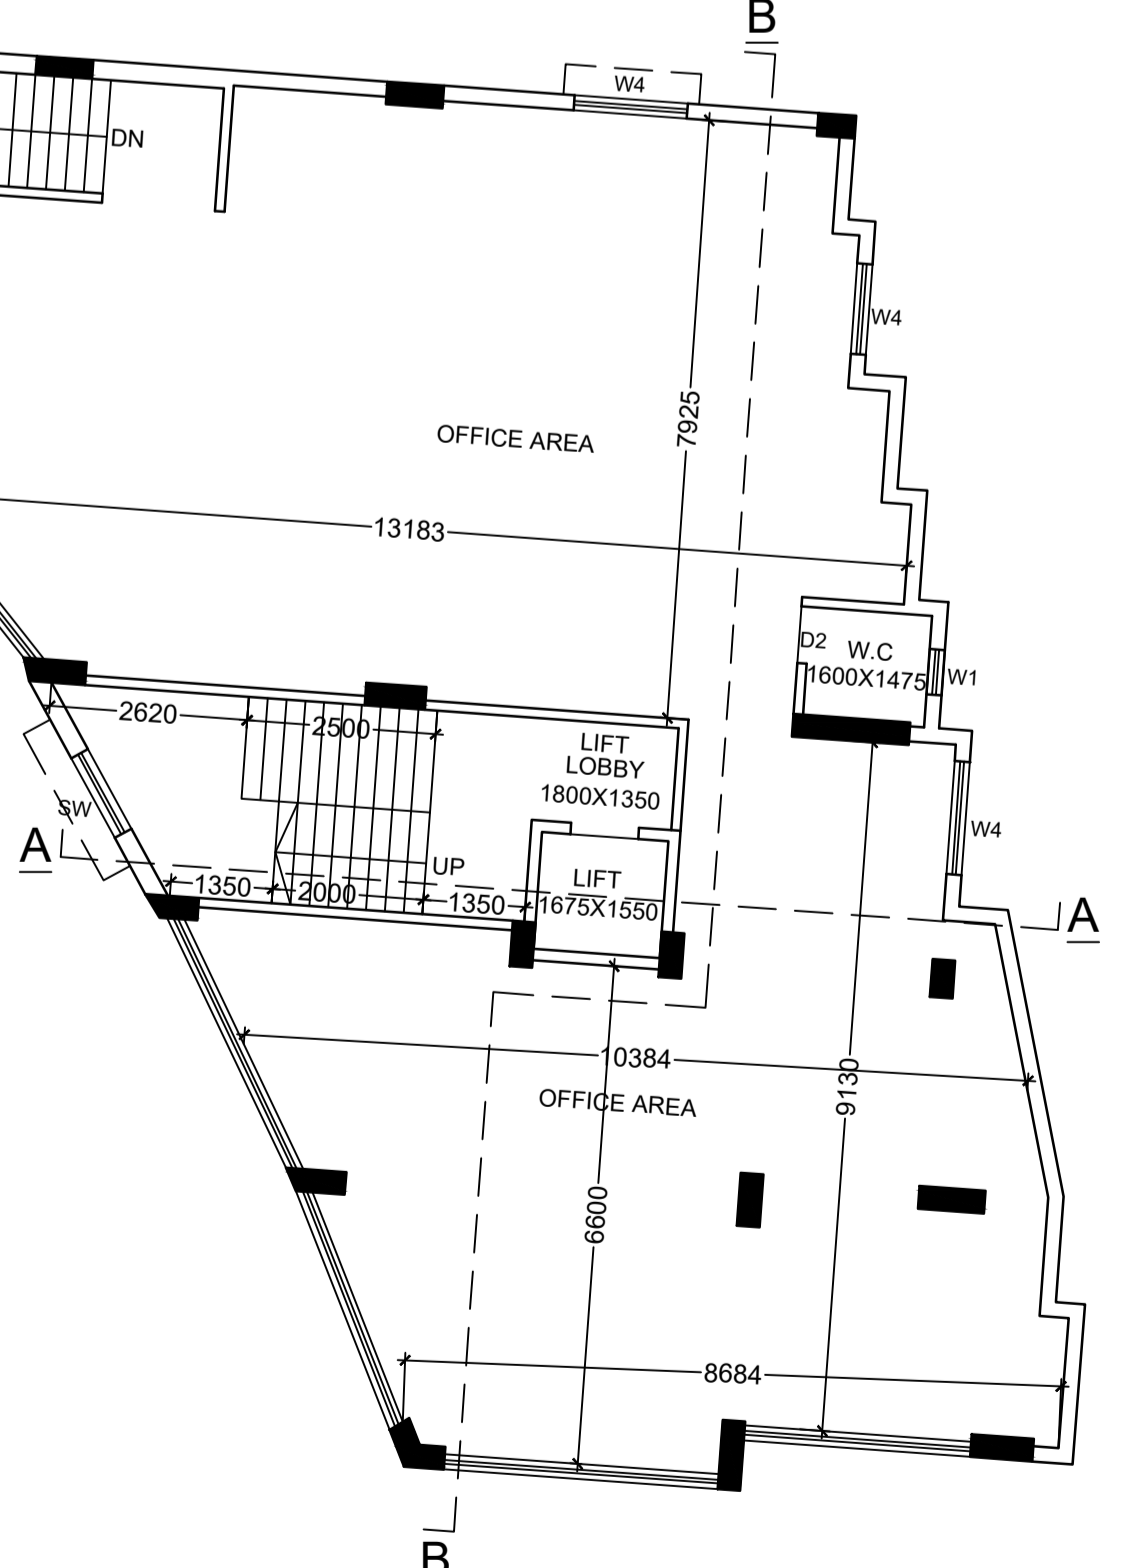 B
W4
DN
W4
7925
OFFICE AREA
13183
D2
W.C
1600X1475
W1
2620
2500
LIFT
LOBBY
1800X1350
SW
W4
A
UP
LIFT
1350
2000
1350
1675X1550
A
10384
9130
OFFICE AREA
6600
8684
B